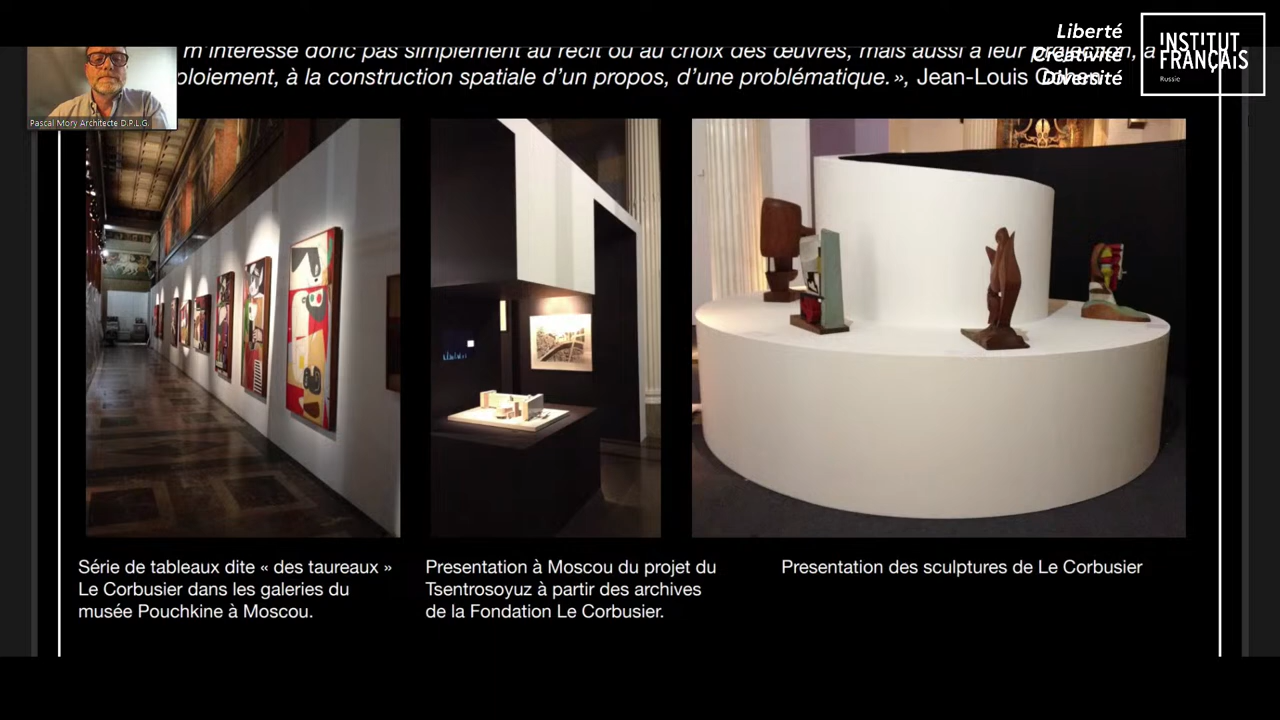 m'intéresse donc pas simplement au récit ou au choix des œuvres, mais aussi à leur projection, à
ploiement, à la construction spatiale d'un propos, d'une problématique. », Jean-Louis Cohen
Liberté
Créativité
Diversité
INSTITUT
FRANÇAIS
Russie
Pascal Mory Architecte D.P.L.G.
Série de tableaux dite « des taureaux »
Le Corbusier dans les galeries du
musée Pouchkine à Moscou.
Presentation à Moscou du projet du
Tsentrosoyuz à partir des archives
de la Fondation Le Corbusier.
Presentation des sculptures de Le Corbusier